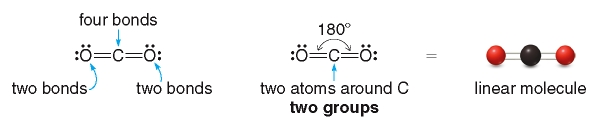 four bonds
:Ö=C=Ö:
two bonds
two bonds
180°
:Ö=C=Ö:
two atoms around C
two groups
=
linear molecule